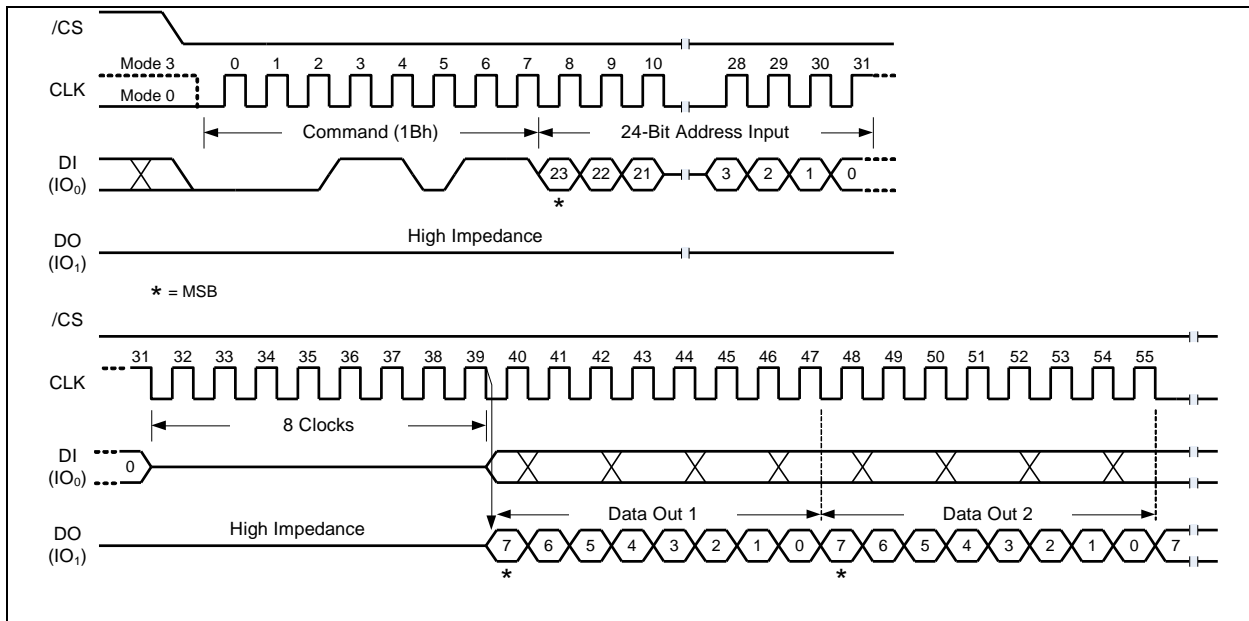 /CS
Mode 3
0 1 2 3 4 5 6 7 8 9 10 28 29 30 31
CLK
Mode 0
Command (1Bh) 24-Bit Address Input
DI
(IO₀)
23 22 21 3 2 1 0
*
High Impedance
DO
(IO₁)
* = MSB
/CS
31 32 33 34 35 36 37 38 39 40 41 42 43 44 45 46 47 48 49 50 51 52 53 54 55
CLK
8 Clocks
DI
(IO₀)
0
Data Out 1 Data Out 2
High Impedance
DO
(IO₁)
7 6 5 4 3 2 1 0 7 6 5 4 3 2 1 0 7
* *